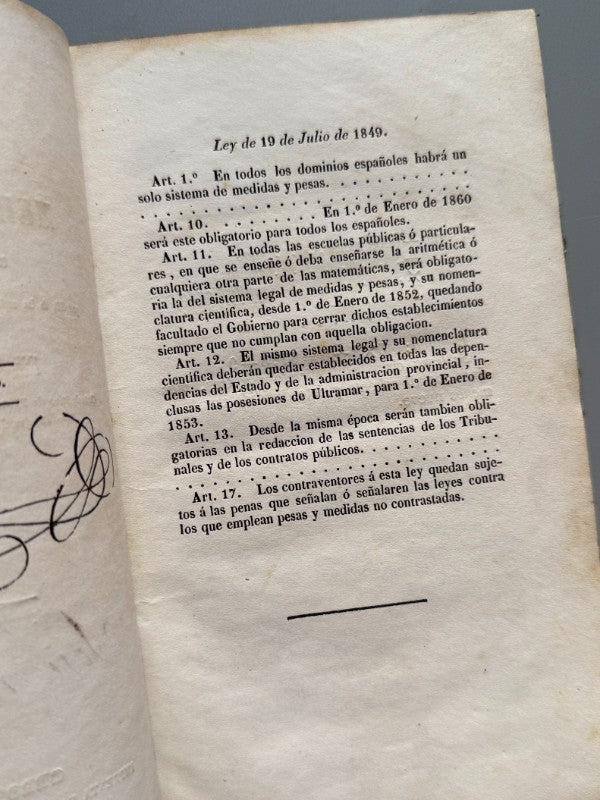 Ley de 19 de Julio de 1849.
Art. 1.º En todos los dominios españoles habrá un
solo sistema de medidas y pesas. . . . . . . . . . .
. . . . . . . . . . . . . . . . . . . . . . . . .
Art. 10. . . . . . . . . . En 1.º de Enero de 1860
será este obligatorio para todos los españoles.
Art. 11. En todas las escuelas públicas ó particula-
res, en que se enseñe ó deba enseñarse la aritmética ó
cualquiera otra parte de las matemáticas, será obligato-
ria la del sistema legal de medidas y pesas, y su nomen-
clatura científica, desde 1.º de Enero de 1852, quedando
facultado el Gobierno para cerrar dichos establecimientos
siempre que no cumplan con aquella obligacion.
Art. 12. El mismo sistema legal y su nomenclatura
científica deberán quedar establecidos en todas las depen-
dencias del Estado y de la administracion provincial, in-
clusas las posesiones de Ultramar, para 1.º de Enero de
1853.
Art. 13. Desde la misma época serán tambien obli-
gatorias en la redaccion de las sentencias de los Tribu-
nales y de los contratos públicos. . . . . . . . . . .
. . . . . . . . . . . . . . . . . . . . . . . . .
Art. 17. Los contraventores á esta ley quedan suje-
tos á las penas que señalan ó señalaren las leyes contra
los que emplean pesas y medidas no contrastadas.